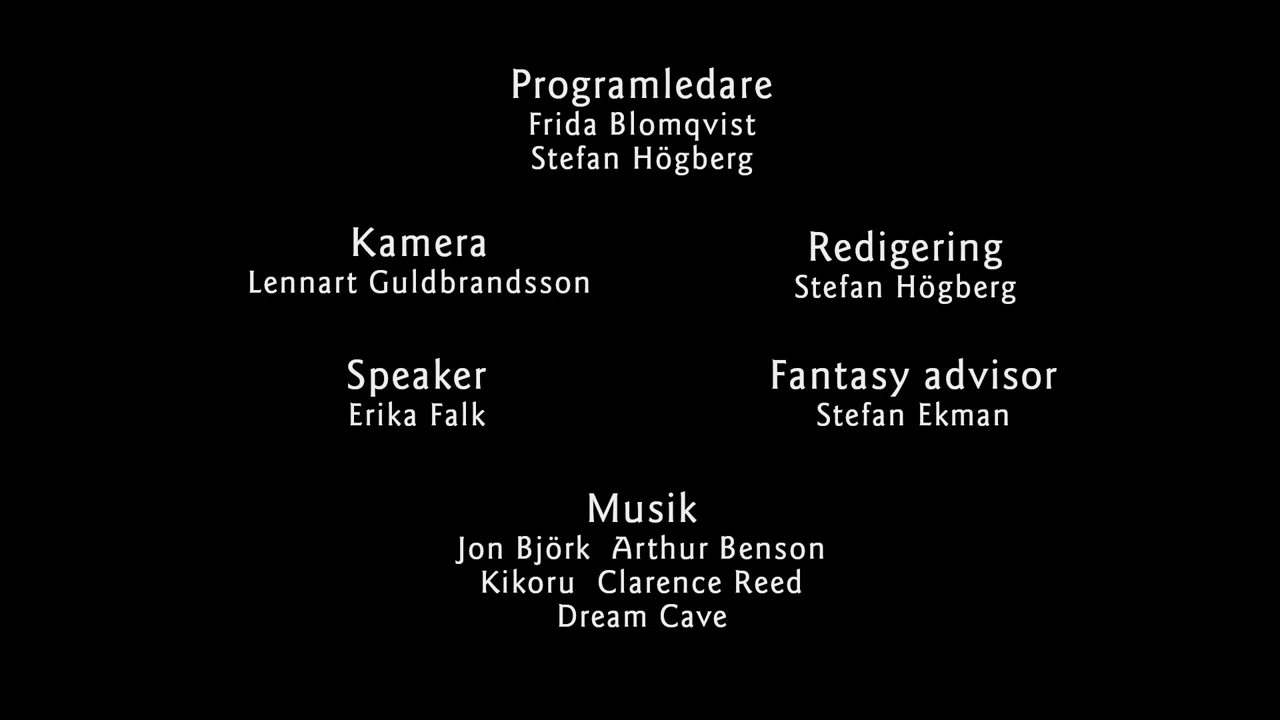 Programledare
Frida Blomqvist
Stefan Högberg
Kamera
Lennart Guldbrandsson
Redigering
Stefan Högberg
Speaker
Erika Falk
Fantasy advisor
Stefan Ekman
Musik
Jon Björk  Arthur Benson
Kikoru  Clarence Reed
Dream Cave